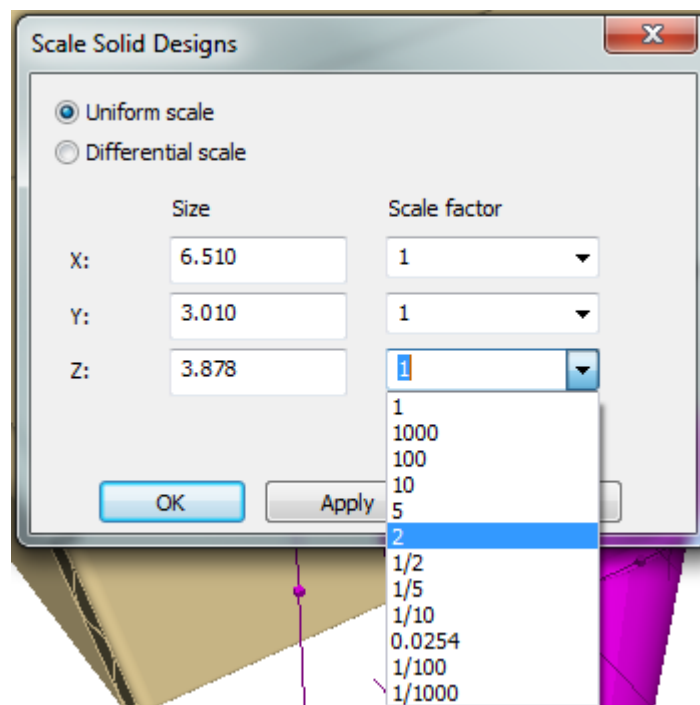 Scale Solid Designs
Uniform scale
Differential scale
Size Scale factor
X: 6.510 1
Y: 3.010 1
Z: 3.878 1
1
1000
100
10
5
2
1/2
1/5
1/10
0.0254
1/100
1/1000
OK Apply